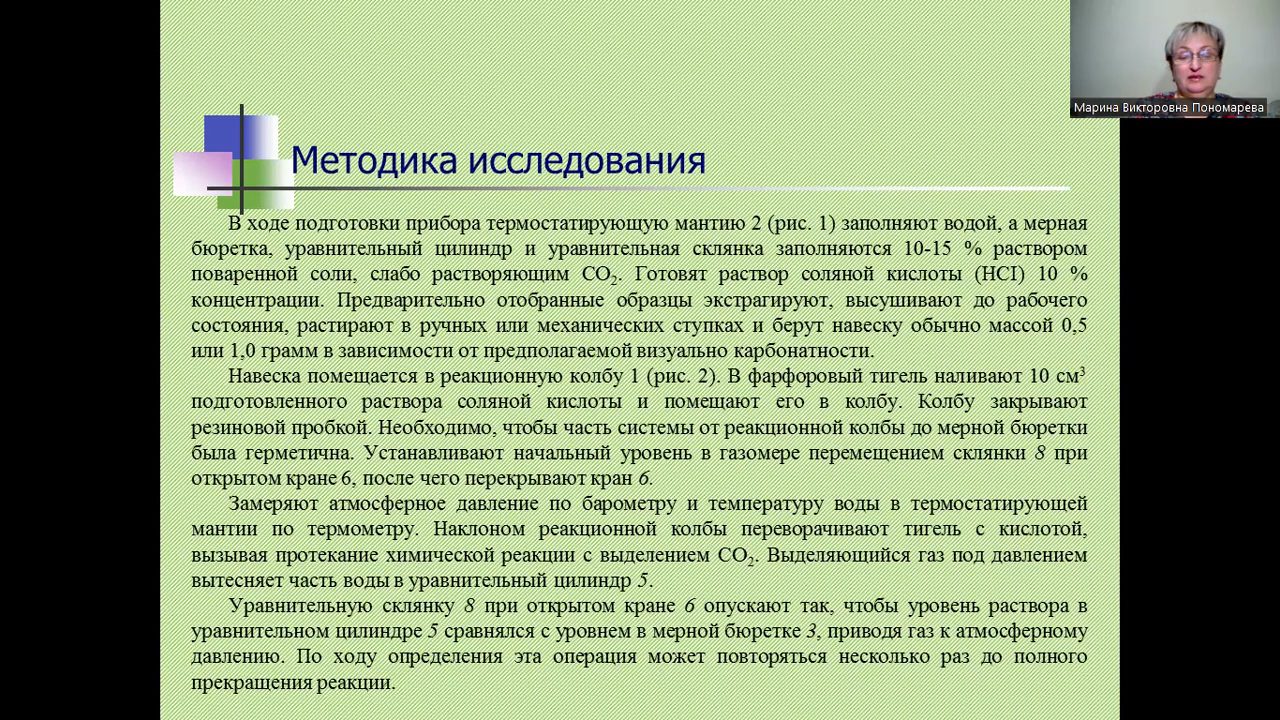 Марина Викторовна Пономарева
Методика исследования
В ходе подготовки прибора термостатирующую мантию 2 (рис. 1) заполняют водой, а мерная
бюретка, уравнительный цилиндр и уравнительная склянка заполняются 10-15 % раствором
поваренной соли, слабо растворяющим CO₂. Готовят раствор соляной кислоты (HCl) 10 %
концентрации. Предварительно отобранные образцы экстрагируют, высушивают до рабочего
состояния, растирают в ручных или механических ступках и берут навеску обычно массой 0,5
или 1,0 грамм в зависимости от предполагаемой визуально карбонатности.
Навеска помещается в реакционную колбу 1 (рис. 2). В фарфоровый тигель наливают 10 см³
подготовленного раствора соляной кислоты и помещают его в колбу. Колбу закрывают
резиновой пробкой. Необходимо, чтобы часть системы от реакционной колбы до мерной бюретки
была герметична. Устанавливают начальный уровень в газомере перемещением склянки 8 при
открытом кране 6, после чего перекрывают кран 6.
Замеряют атмосферное давление по барометру и температуру воды в термостатирующей
мантии по термометру. Наклоном реакционной колбы переворачивают тигель с кислотой,
вызывая протекание химической реакции с выделением CO₂. Выделяющийся газ под давлением
вытесняет часть воды в уравнительный цилиндр 5.
Уравнительную склянку 8 при открытом кране 6 опускают так, чтобы уровень раствора в
уравнительном цилиндре 5 сравнялся с уровнем в мерной бюретке 3, приводя газ к атмосферному
давлению. По ходу определения эта операция может повторяться несколько раз до полного
прекращения реакции.